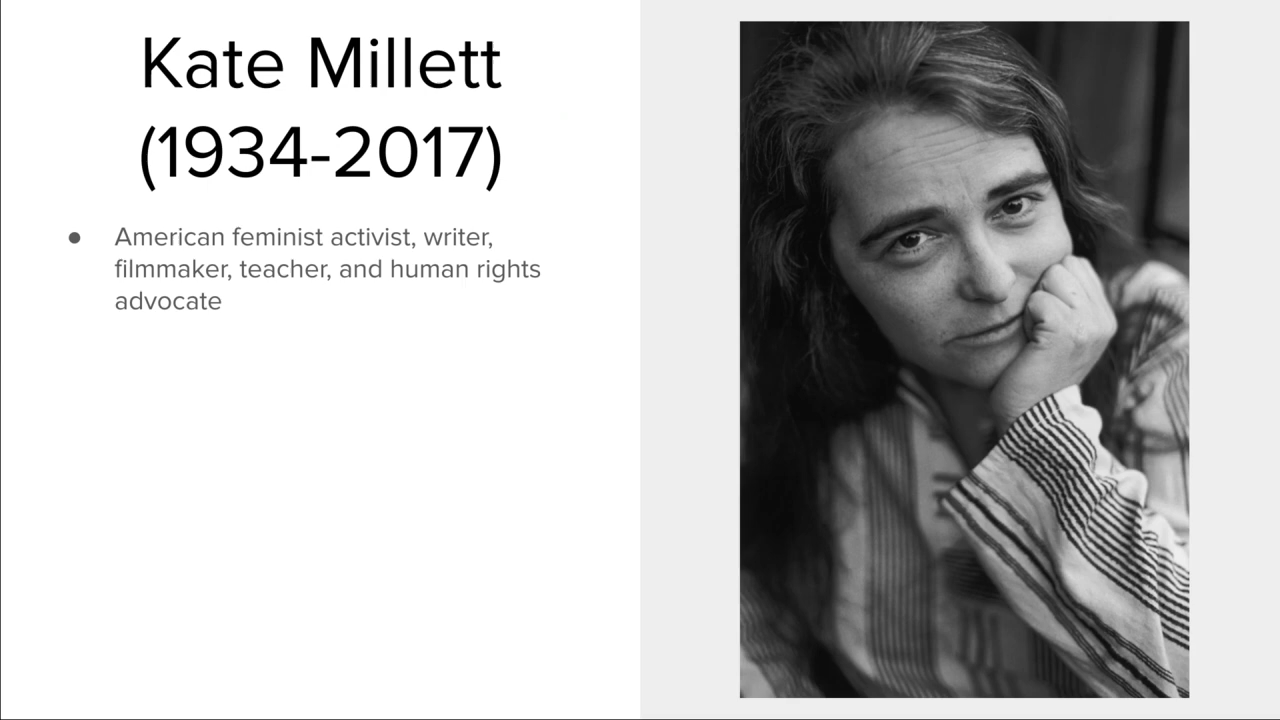 Kate Millett
(1934-2017)
● American feminist activist, writer,
filmmaker, teacher, and human rights
advocate